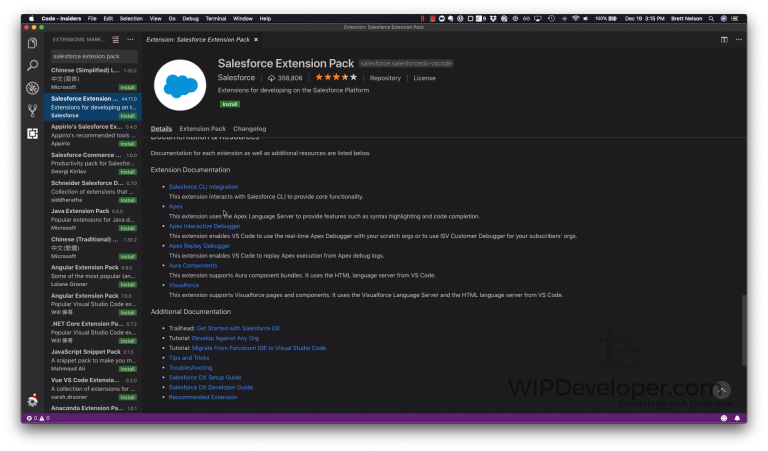 Code - Insiders File Edit Selection View Go Debug Terminal Window Help
100% Dec 19 3:15 PM Brett Nelson
Extension: Salesforce Extension Pack
EXTENSIONS: MARK...
salesforce extesion pack
Chinese (Simplified) L... 1.30.2
中文(简体)
Microsoft Install
Salesforce Extension ... 44.11.0
Extensions for developing on t...
Salesforce Install
Appirio's Salesforce Ex... 0.4.0
Appirio's recommended tools ...
Appirio Install
Salesforce Commerce ... 1.0.0
Productivity pack for Salesfor...
Georgi Kirilov Install
Schneider Salesforce D... 0.7.0
Collection of extensions that ...
siddharatha Install
Java Extension Pack 0.5.0
Popular extensions for Java d...
Microsoft Install
Chinese (Traditional) ... 1.30.2
中文(繁體)
Microsoft Install
Angular Extension Pack 0.6.0
Some of the most popular (an...
Loiane Groner Install
Angular Extension Pack 7.0.0
Popular Visual Studio Code ex...
Will 保哥 Install
.NET Core Extension Pa... 0.7.2
Popular Visual Studio Code ex...
Will 保哥 Install
JavaScript Snippet Pack 0.1.5
A snippet pack to make you m...
Mahmoud Ali Install
Vue VS Code Extensio... 0.2.0
A collection of extensions for ...
sarah.drasner Install
Anaconda Extension Pa... 1.0.1
Extension: Salesforce Extension Pack
Salesforce Extension Pack salesforce.salesforcedx-vscode
Salesforce 358,806 Repository License
Extensions for developing on the Salesforce Platform
Install
Details Extension Pack Changelog
Documentation & Resources
Documentation for each extension as well as additional resources are listed below.
Extension Documentation
Salesforce CLI Integration
This extension interacts with Salesforce CLI to provide core functionality.
Apex
This extension uses the Apex Language Server to provide features such as syntax highlighting and code completion.
Apex Interactive Debugger
This extension enables VS Code to use the real-time Apex Debugger with your scratch orgs or to use ISV Customer Debugger for your subscribers' orgs.
Apex Replay Debugger
This extension enables VS Code to replay Apex execution from Apex debug logs.
Aura Components
This extension supports Aura component bundles. It uses the HTML language server from VS Code.
Visualforce
This extension supports Visualforce pages and components. It uses the Visualforce Language Server and the HTML language server from VS Code.
Additional Documentation
Trailhead: Get Started with Salesforce DX
Tutorial: Develop Against Any Org
Tutorial: Migrate From Forcecom IDE to Visual Studio Code
Tips and Tricks
Troubleshooting
Salesforce DX Setup Guide
Salesforce DX Developer Guide
Recommended Extension
WIPDeveloper.com
Developing As A Developer
0 0